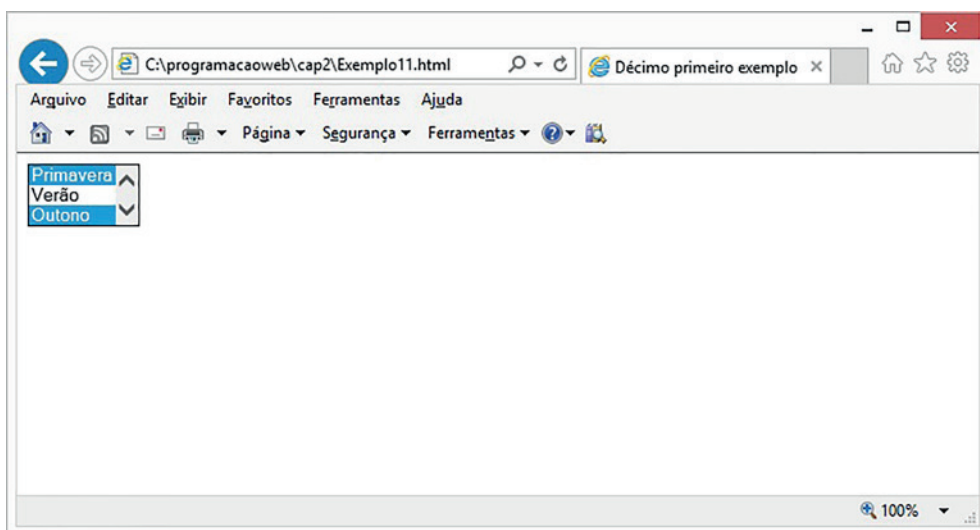 C:\programacaoweb\cap2\Exemplo11.html
Décimo primeiro exemplo
Arquivo Editar Exibir Favoritos Ferramentas Ajuda
Página Segurança Ferramentas
Primavera
Verão
Outono
100%